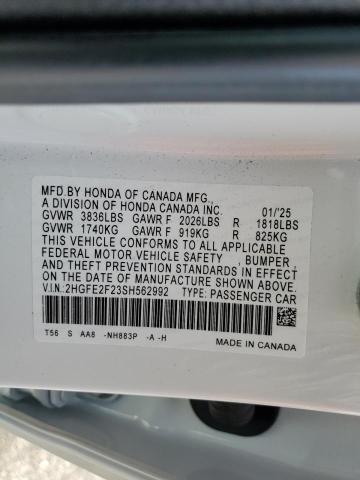 MFD.BY HONDA OF CANADA MFG.,
A DIVISION OF HONDA CANADA INC. 01/'25
GVWR 3836LBS GAWR F 2026LBS R 1818LBS
GVWR 1740KG GAWR F 919KG R 825KG
THIS VEHICLE CONFORMS TO ALL APPLICABLE
FEDERAL MOTOR VEHICLE SAFETY , BUMPER ,
AND THEFT PREVENTION STANDARDS IN EFFECT
ON THE DATE OF MANUFACTURE SHOWN ABOVE.
V.I.N.:2HGFE2F23SH562992 TYPE: PASSENGER CAR
T56 S AA8 -NH883P -A -H
MADE IN CANADA